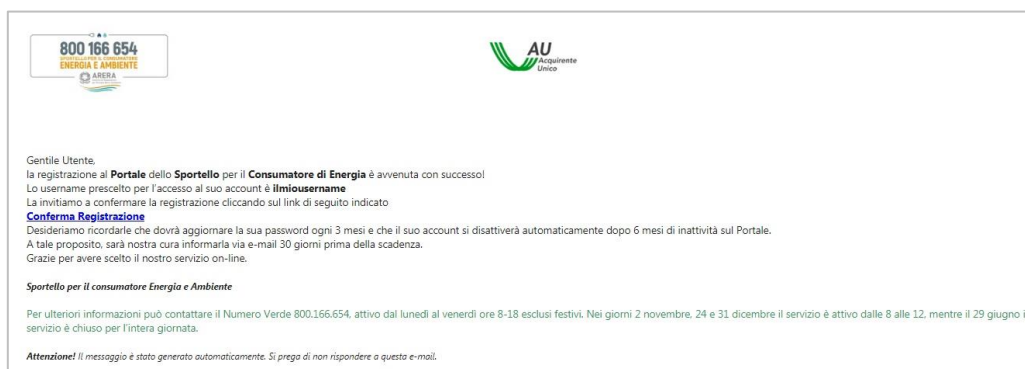 800 166 654
SPORTELLO PER IL CONSUMATORE
ENERGIA E AMBIENTE
ARERA
AU
Acquirente
Unico
Gentile Utente,
la registrazione al Portale dello Sportello per il Consumatore di Energia è avvenuta con successo!
Lo username prescelto per l'accesso al suo account è ilmiousername
La invitiamo a confermare la registrazione cliccando sul link di seguito indicato
Conferma Registrazione
Desideriamo ricordarle che dovrà aggiornare la sua password ogni 3 mesi e che il suo account si disattiverà automaticamente dopo 6 mesi di inattività sul Portale.
A tale proposito, sarà nostra cura informarla via e-mail 30 giorni prima della scadenza.
Grazie per avere scelto il nostro servizio on-line.
Sportello per il consumatore Energia e Ambiente
Per ulteriori informazioni può contattare il Numero Verde 800.166.654, attivo dal lunedì al venerdì ore 8-18 esclusi festivi. Nei giorni 2 novembre, 24 e 31 dicembre il servizio è attivo dalle 8 alle 12, mentre il 29 giugno i
servizio è chiuso per l'intera giornata.
Attenzione! Il messaggio è stato generato automaticamente. Si prega di non rispondere a questa e-mail.